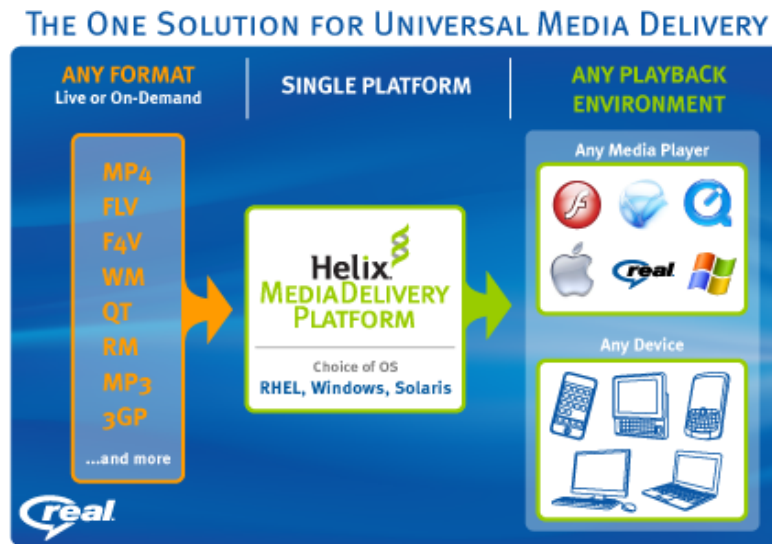 THE ONE SOLUTION FOR UNIVERSAL MEDIA DELIVERY
ANY FORMAT
Live or On-Demand
SINGLE PLATFORM
ANY PLAYBACK
ENVIRONMENT
MP4
FLV
F4V
WM
QT
RM
MP3
3GP
...and more
Helix
MEDIADELIVERY
PLATFORM
Choice of OS
RHEL, Windows, Solaris
Any Media Player
real
Any Device
real